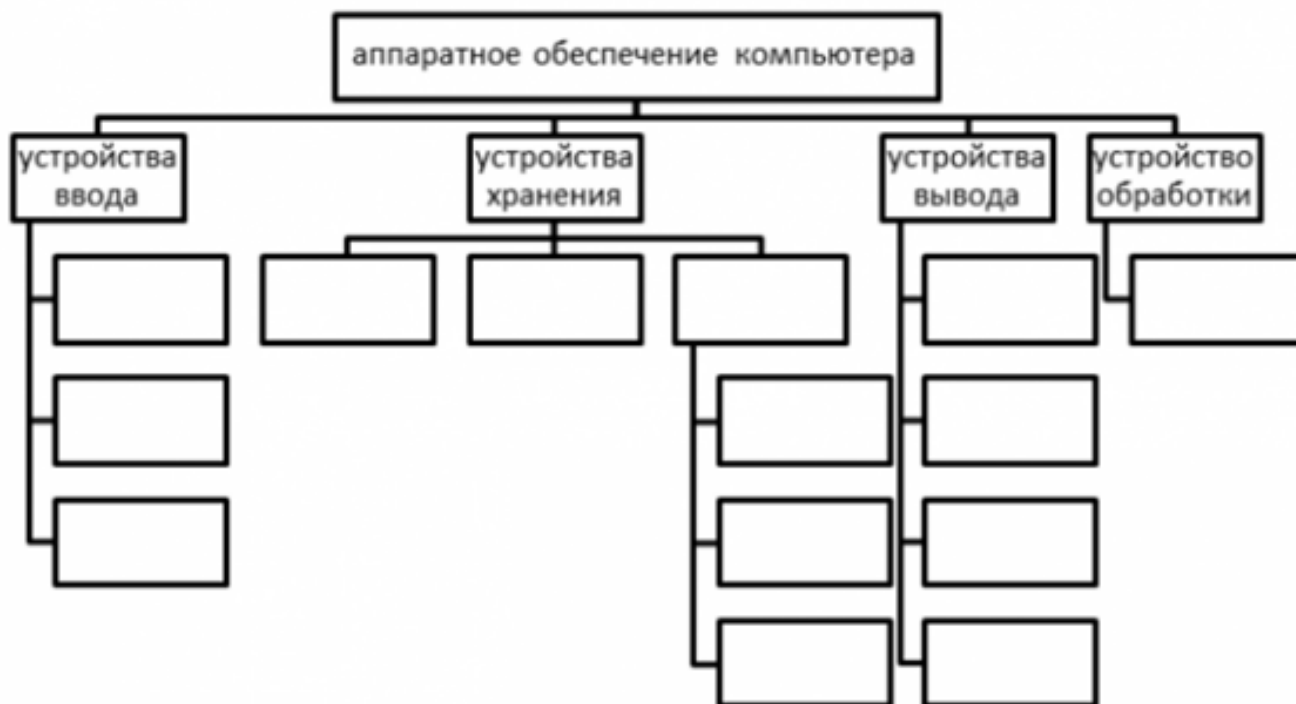 аппаратное обеспечение компьютера
устройства
ввода
устройства
хранения
устройства
вывода
устройство
обработки